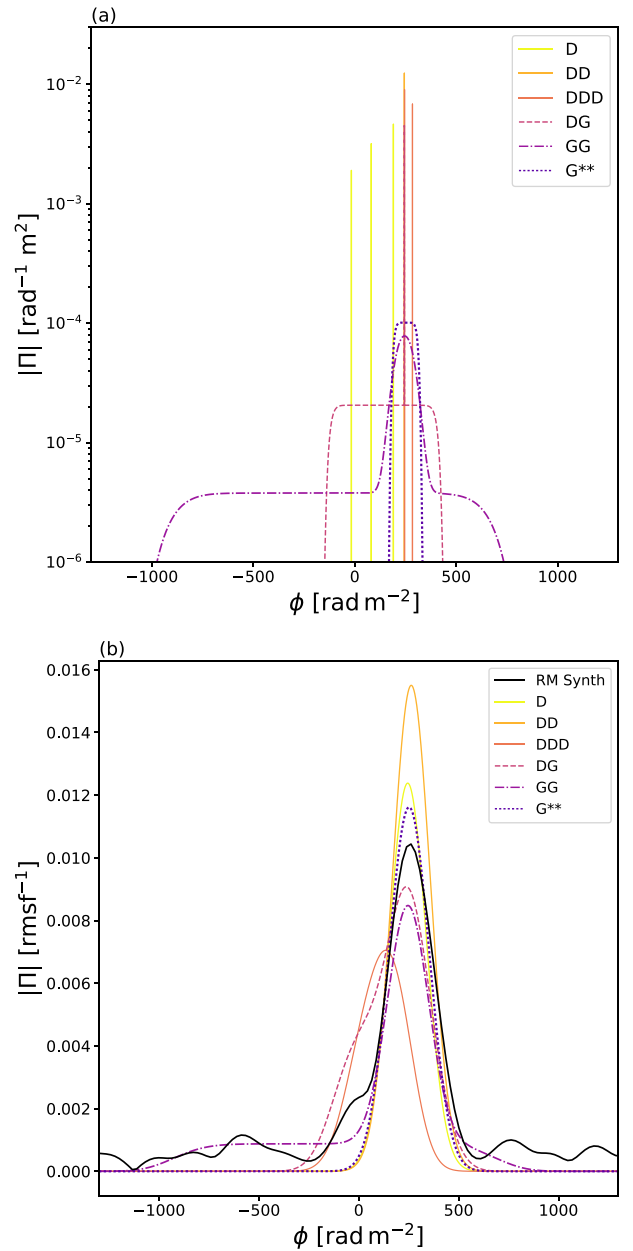 (a)
D
DD
DDD
DG
GG
G**
10⁻²
10⁻³
10⁻⁴
10⁻⁵
10⁻⁶
|Π| [rad⁻¹ m²]
−1000 −500 0 500 1000
ϕ [rad m⁻²]
(b)
RM Synth
D
DD
DDD
DG
GG
G**
0.016
0.014
0.012
0.010
0.008
0.006
0.004
0.002
0.000
|Π| [rmsf⁻¹]
−1000 −500 0 500 1000
ϕ [rad m⁻²]